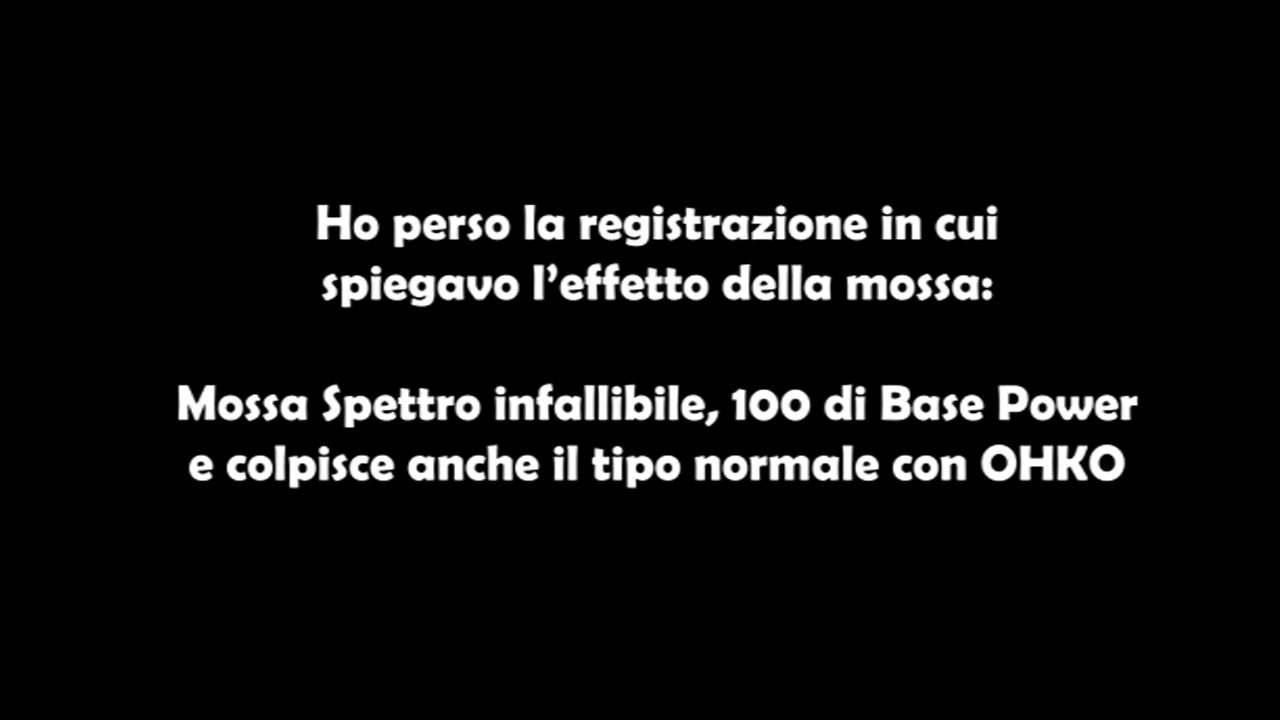 Ho perso la registrazione in cui
spiegavo l’effetto della mossa:
Mossa Spettro infallibile, 100 di Base Power
e colpisce anche il tipo normale con OHKO